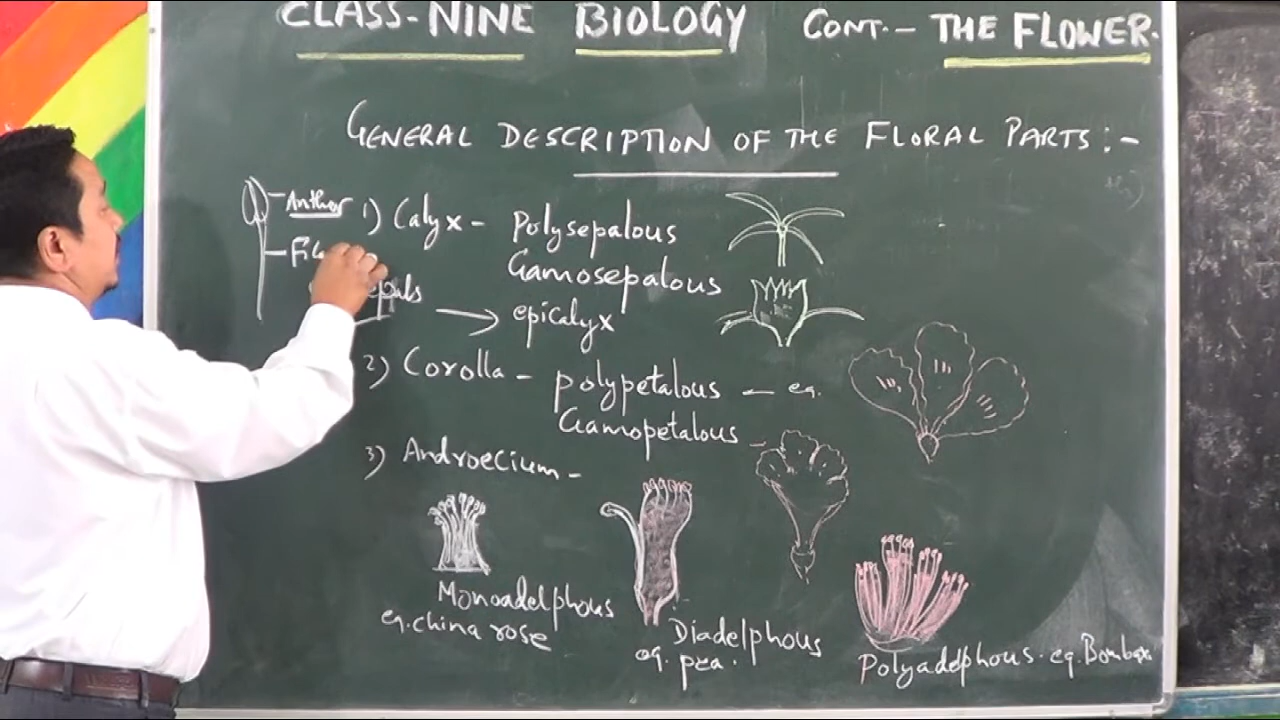 CLASS-NINE BIOLOGY CONT.- THE FLOWER.
GENERAL DESCRIPTION OF THE FLORAL PARTS:-
Anther
1) Calyx - Polysepalous
Gamosepalous
→ epicalyx
2) Corolla - polypetalous - eg.
Gamopetalous -
3) Androecium -
Monoadelphous
eg. china rose
Diadelphous
eg. pea.
Polyadelphous. eg. Bombax